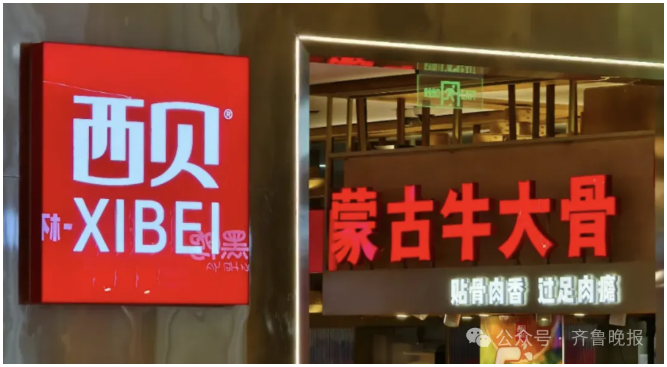 西贝®
XIBEI
蒙古牛大骨
贴骨肉香 过足肉瘾
公众号·齐鲁晚报